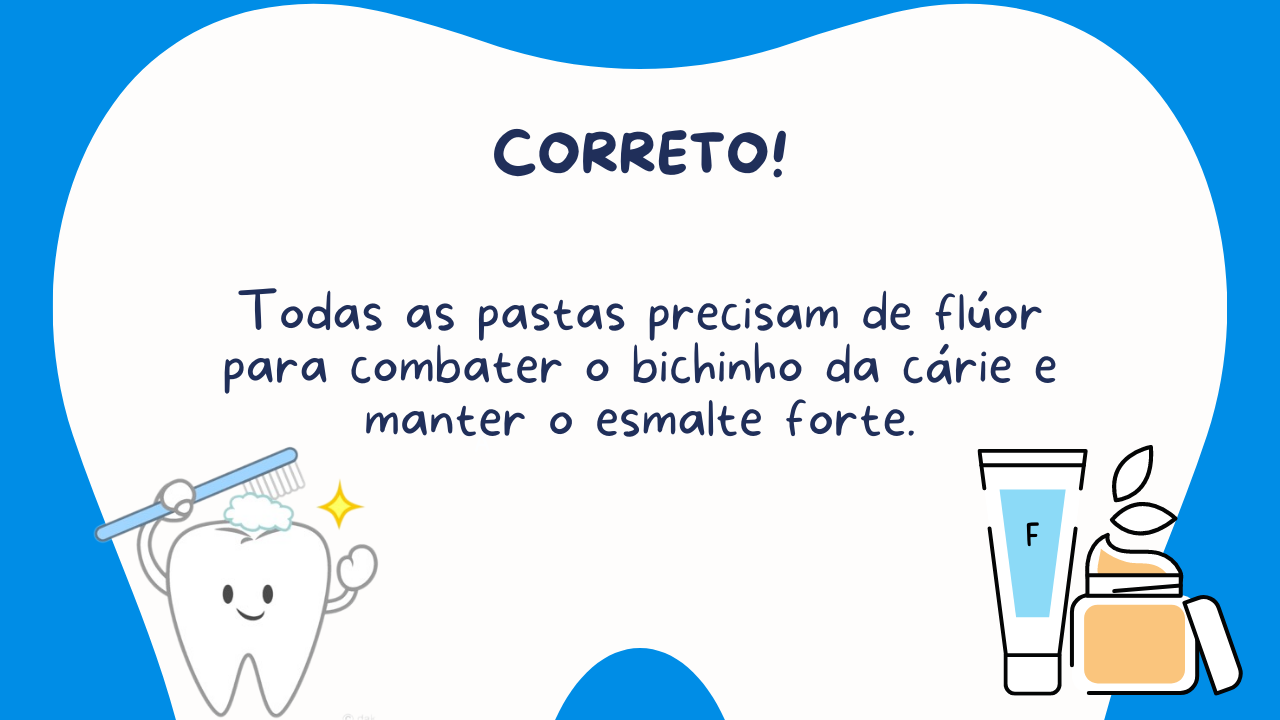 CORRETO!
Todas as pastas precisam de flúor
para combater o bichinho da cárie e
manter o esmalte forte.
F